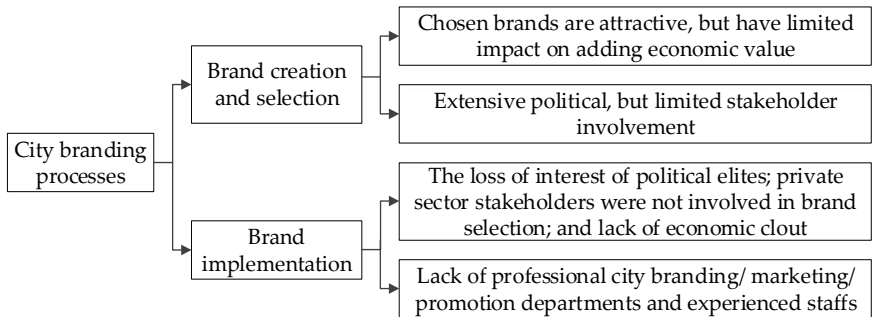 City branding
processes
Brand creation
and selection
Chosen brands are attractive, but have limited
impact on adding economic value
Extensive political, but limited stakeholder
involvement
Brand
implementation
The loss of interest of political elites; private
sector stakeholders were not involved in brand
selection; and lack of economic clout
Lack of professional city branding/ marketing/
promotion departments and experienced staffs